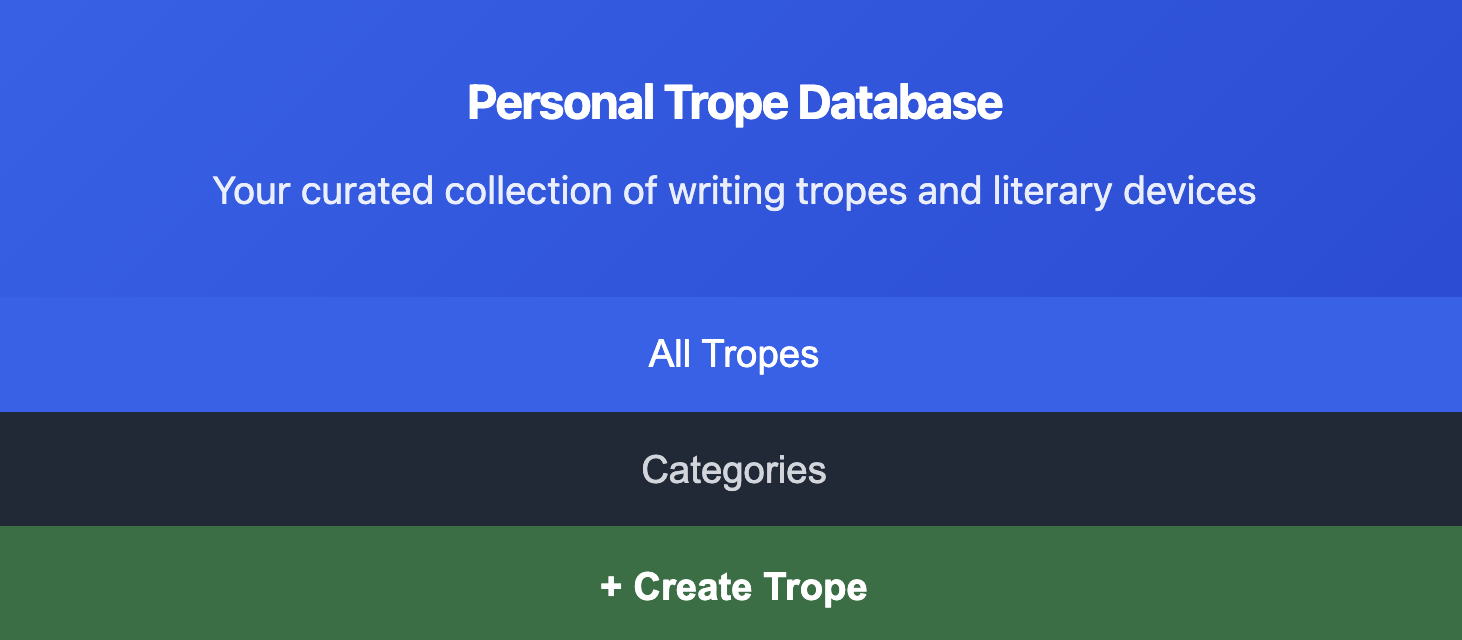 Personal Trope Database
Your curated collection of writing tropes and literary devices
All Tropes
Categories
+ Create Trope